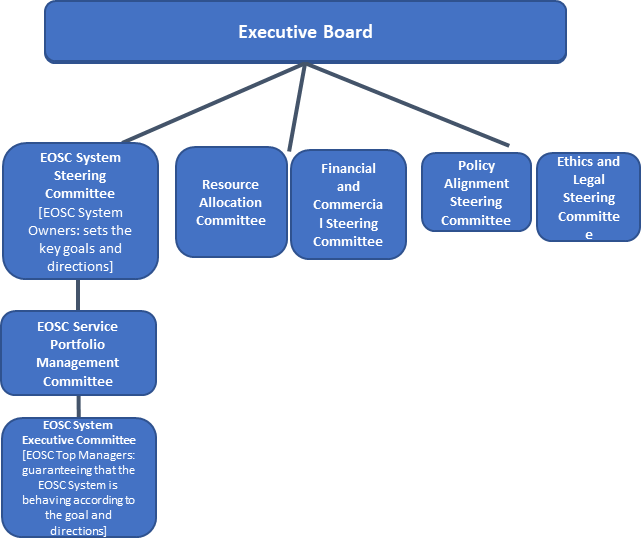 Executive Board
EOSC System
Steering
Committee
[EOSC System
Owners: sets the
key goals and
directions]
Resource
Allocation
Committee
Financial
and
Commercia
l Steering
Committee
Policy
Alignment
Steering
Committee
Ethics and
Legal
Steering
Committe
e
EOSC Service
Portfolio
Management
Committee
EOSC System
Executive Committee
[EOSC Top Managers:
guaranteeing that the
EOSC System is
behaving according to
the goal and
directions]